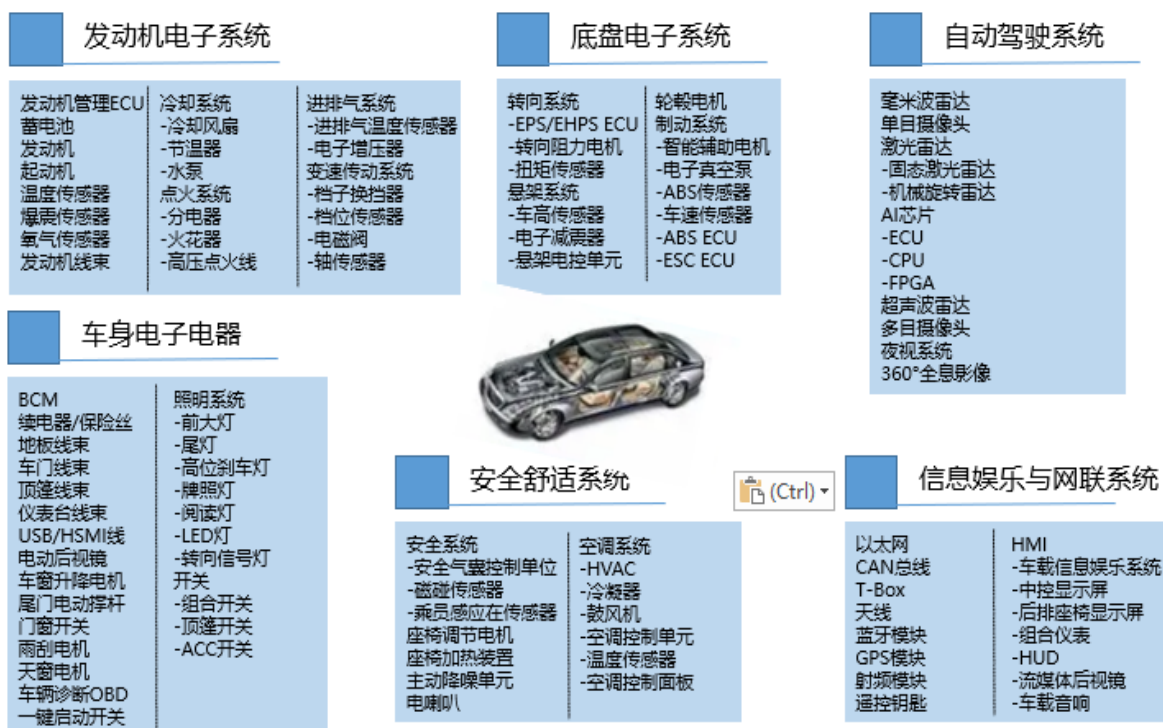 发动机电子系统
发动机管理ECU
蓄电池
发动机
起动机
温度传感器
爆震传感器
氧气传感器
发动机线束
冷却系统
-冷却风扇
-节温器
-水泵
点火系统
-分电器
-火花器
-高压点火线
进排气系统
-进排气温度传感器
-电子增压器
变速传动系统
-档子换挡器
-档位传感器
-电磁阀
-轴传感器
底盘电子系统
转向系统
-EPS/EHPS ECU
-转向阻力电机
-扭矩传感器
悬架系统
-车高传感器
-电子减震器
-悬架电控单元
轮毂电机
制动系统
-智能辅助电机
-电子真空泵
-ABS传感器
-车速传感器
-ABS ECU
-ESC ECU
自动驾驶系统
毫米波雷达
单目摄像头
激光雷达
-固态激光雷达
-机械旋转雷达
AI芯片
-ECU
-CPU
-FPGA
超声波雷达
多目摄像头
夜视系统
360°全息影像
车身电子电器
BCM
续电器/保险丝
地板线束
车门线束
顶篷线束
仪表台线束
USB/HSMI线
电动后视镜
车窗升降电机
尾门电动撑杆
门窗开关
雨刮电机
天窗电机
车辆诊断OBD
一键启动开关
照明系统
-前大灯
-尾灯
-高位刹车灯
-牌照灯
-阅读灯
-LED灯
-转向信号灯
开关
-组合开关
-顶篷开关
-ACC开关
安全舒适系统
安全系统
-安全气囊控制单位
-磁碰传感器
-乘员感应在传感器
座椅调节电机
座椅加热装置
主动降噪单元
电喇叭
空调系统
-HVAC
-冷凝器
-鼓风机
-空调控制单元
-温度传感器
-空调控制面板
(Ctrl)
信息娱乐与网联系统
以太网
CAN总线
T-Box
天线
蓝牙模块
GPS模块
射频模块
遥控钥匙
HMI
-车载信息娱乐系统
-中控显示屏
-后排座椅显示屏
-组合仪表
-HUD
-流媒体后视镜
-车载音响